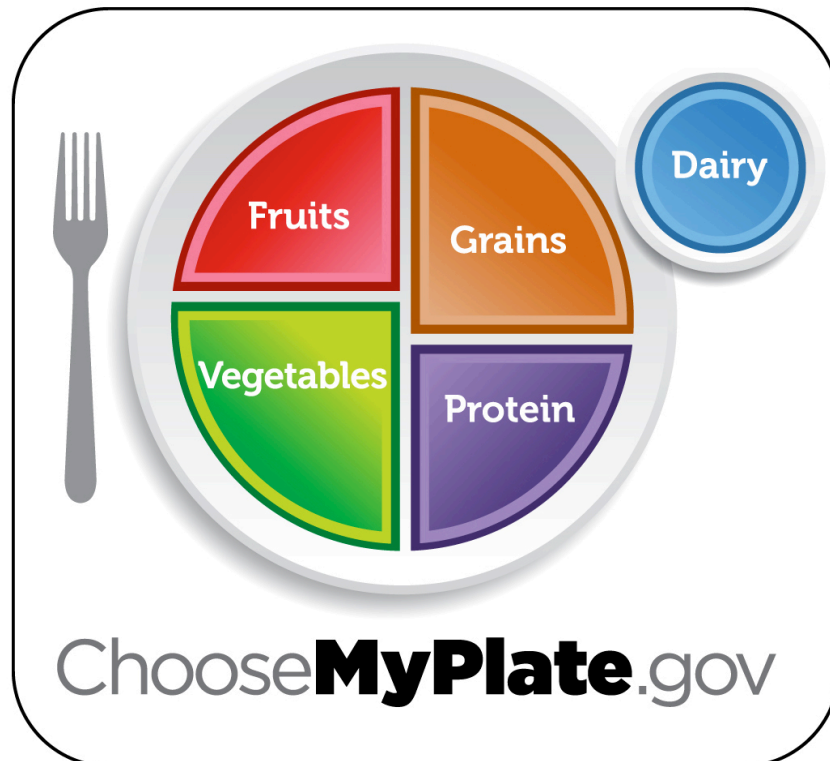 Fruits
Grains
Dairy
Vegetables
Protein
ChooseMyPlate.gov